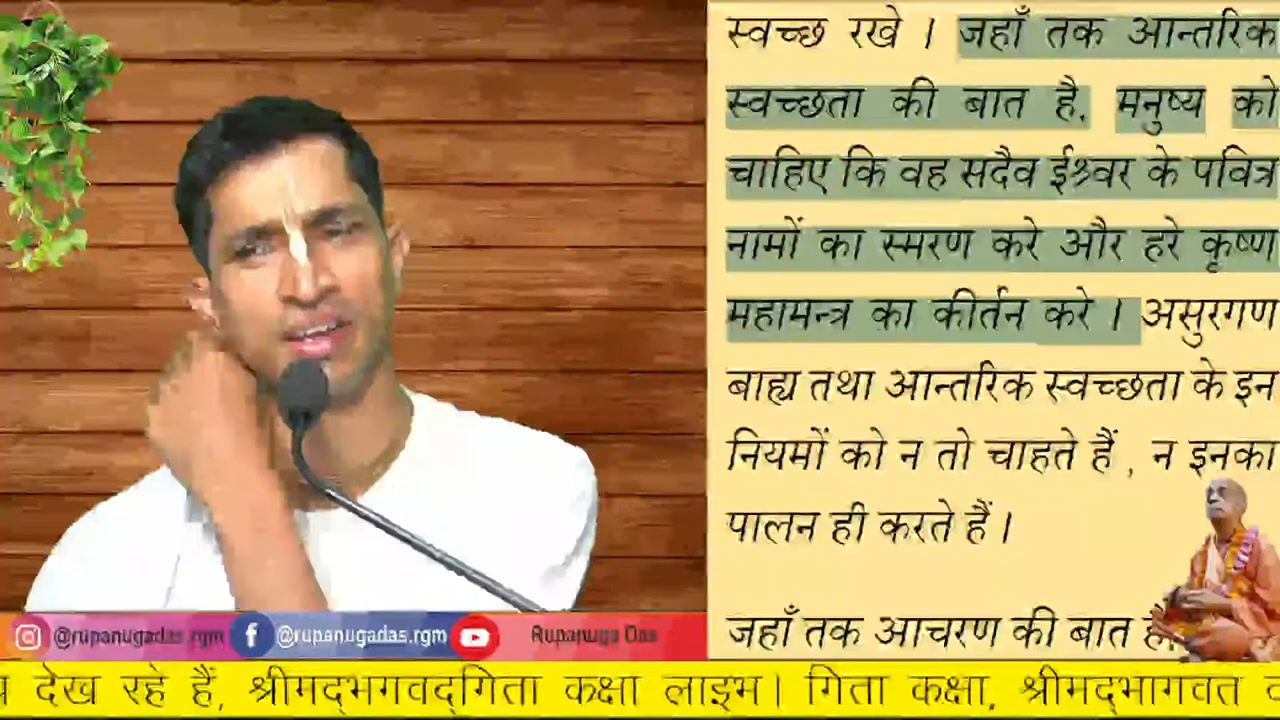 स्वच्छ रखे । जहाँ तक आन्तरिक
स्वच्छता की बात है, मनुष्य को
चाहिए कि वह सदैव ईश्वर के पवित्र
नामों का स्मरण करे और हरे कृष्ण
महामन्त्र का कीर्तन करे । असुरगण
बाह्य तथा आन्तरिक स्वच्छता के इन
नियमों को न तो चाहते हैं , न इनका
पालन ही करते हैं ।
जहाँ तक आचरण की बात है,
@rupanugadas.rgm @rupanugadas.rgm Rupanuga Das
देख रहे हैं, श्रीमद्भगवद्गिता कक्षा लाइभ। गिता कक्षा, श्रीमद्भागवत